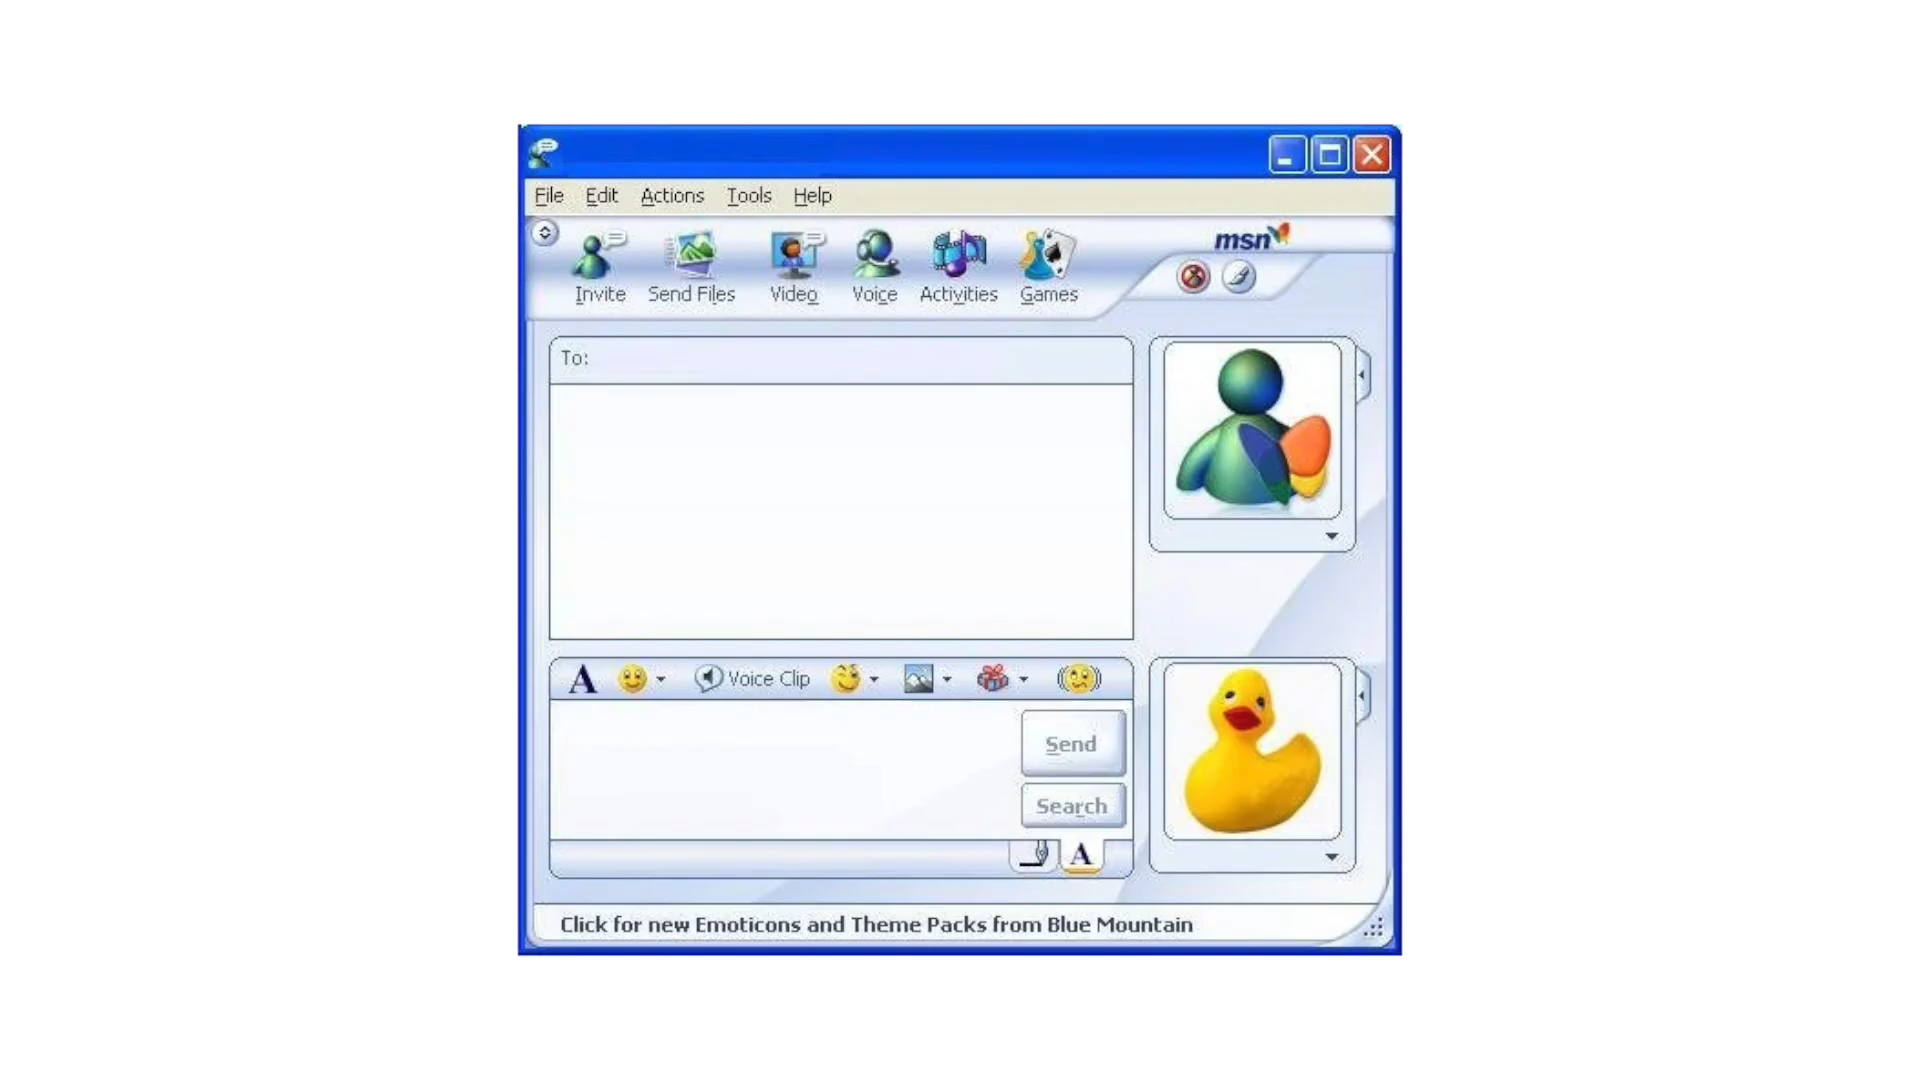 File Edit Actions Tools Help
msn
Invite Send Files Video Voice Activities Games
To:
A Voice Clip
Send
Search
A
Click for new Emoticons and Theme Packs from Blue Mountain